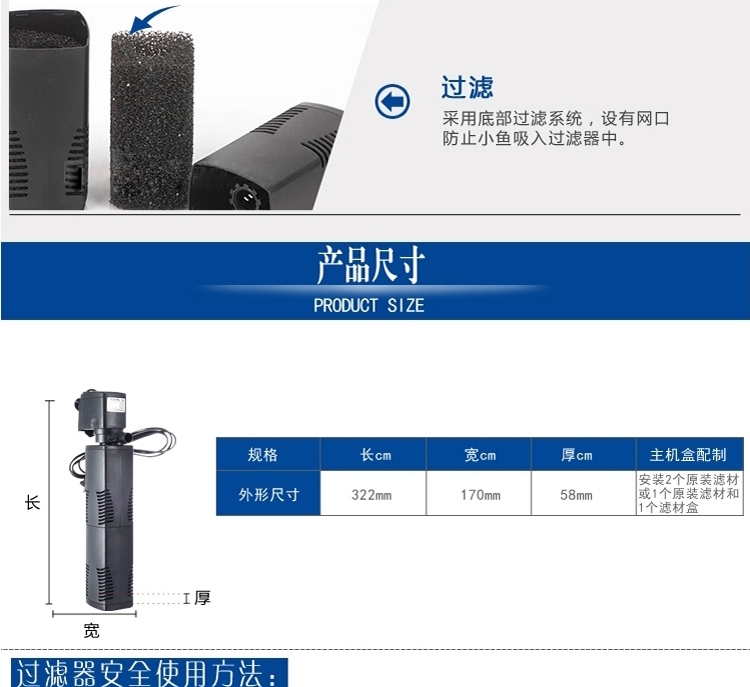 过滤
采用底部过滤系统，设有网口
防止小鱼吸入过滤器中。
产品尺寸
PRODUCT SIZE
规格 长cm 宽cm 厚cm 主机盒配制
外形尺寸 322mm 170mm 58mm 安装2个原装滤材
或1个原装滤材和
1个滤材盒
长
厚
宽
过滤器安全使用方法：